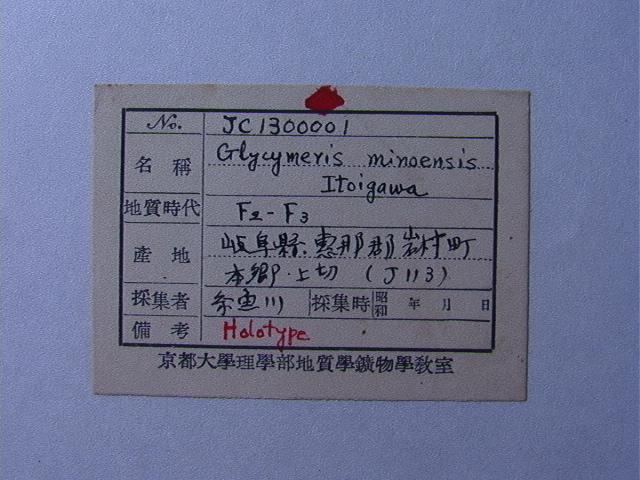 No. JC1300001
名稱 Glycymeris minoensis
Itoigawa
地質時代 F2-F3
產地 岐阜縣、恵那郡岩村町
本郷・上切 (J113)
採集者 糸魚川 採集時 昭和 年 月 日
備考 Holotype
京都大學理學部地質學鑛物學教室